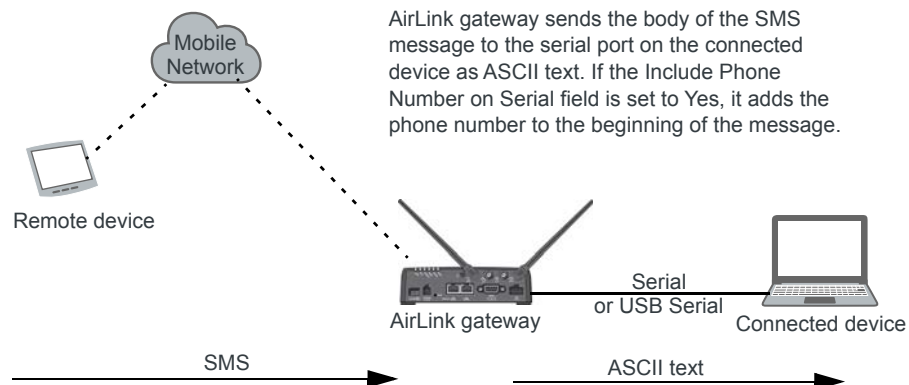 AirLink gateway sends the body of the SMS
message to the serial port on the connected
device as ASCII text. If the Include Phone
Number on Serial field is set to Yes, it adds the
phone number to the beginning of the message.
Mobile
Network
Remote device
AirLink gateway
Serial
or USB Serial
Connected device
SMS
ASCII text